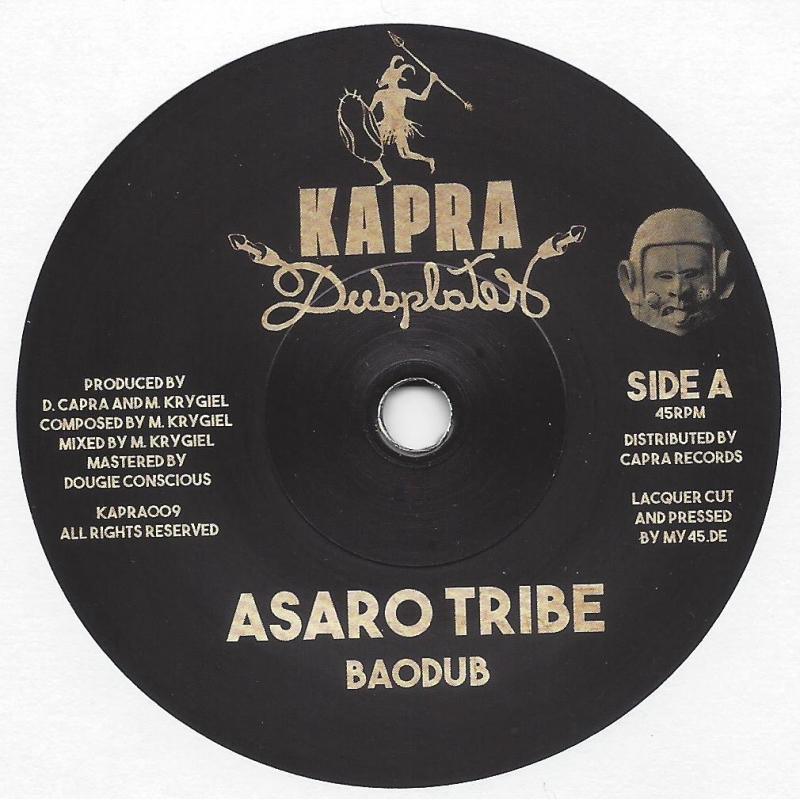 KAPRA
Dubplates
PRODUCED BY
D. CAPRA AND M. KRYGIEL
COMPOSED BY M. KRYGIEL
MIXED BY M. KRYGIEL
MASTERED BY
DOUGIE CONSCIOUS
KAPRA009
ALL RIGHTS RESERVED
SIDE A
45RPM
DISTRIBUTED BY
CAPRA RECORDS
LACQUER CUT
AND PRESSED
BY MY45.DE
ASARO TRIBE
BAODUB